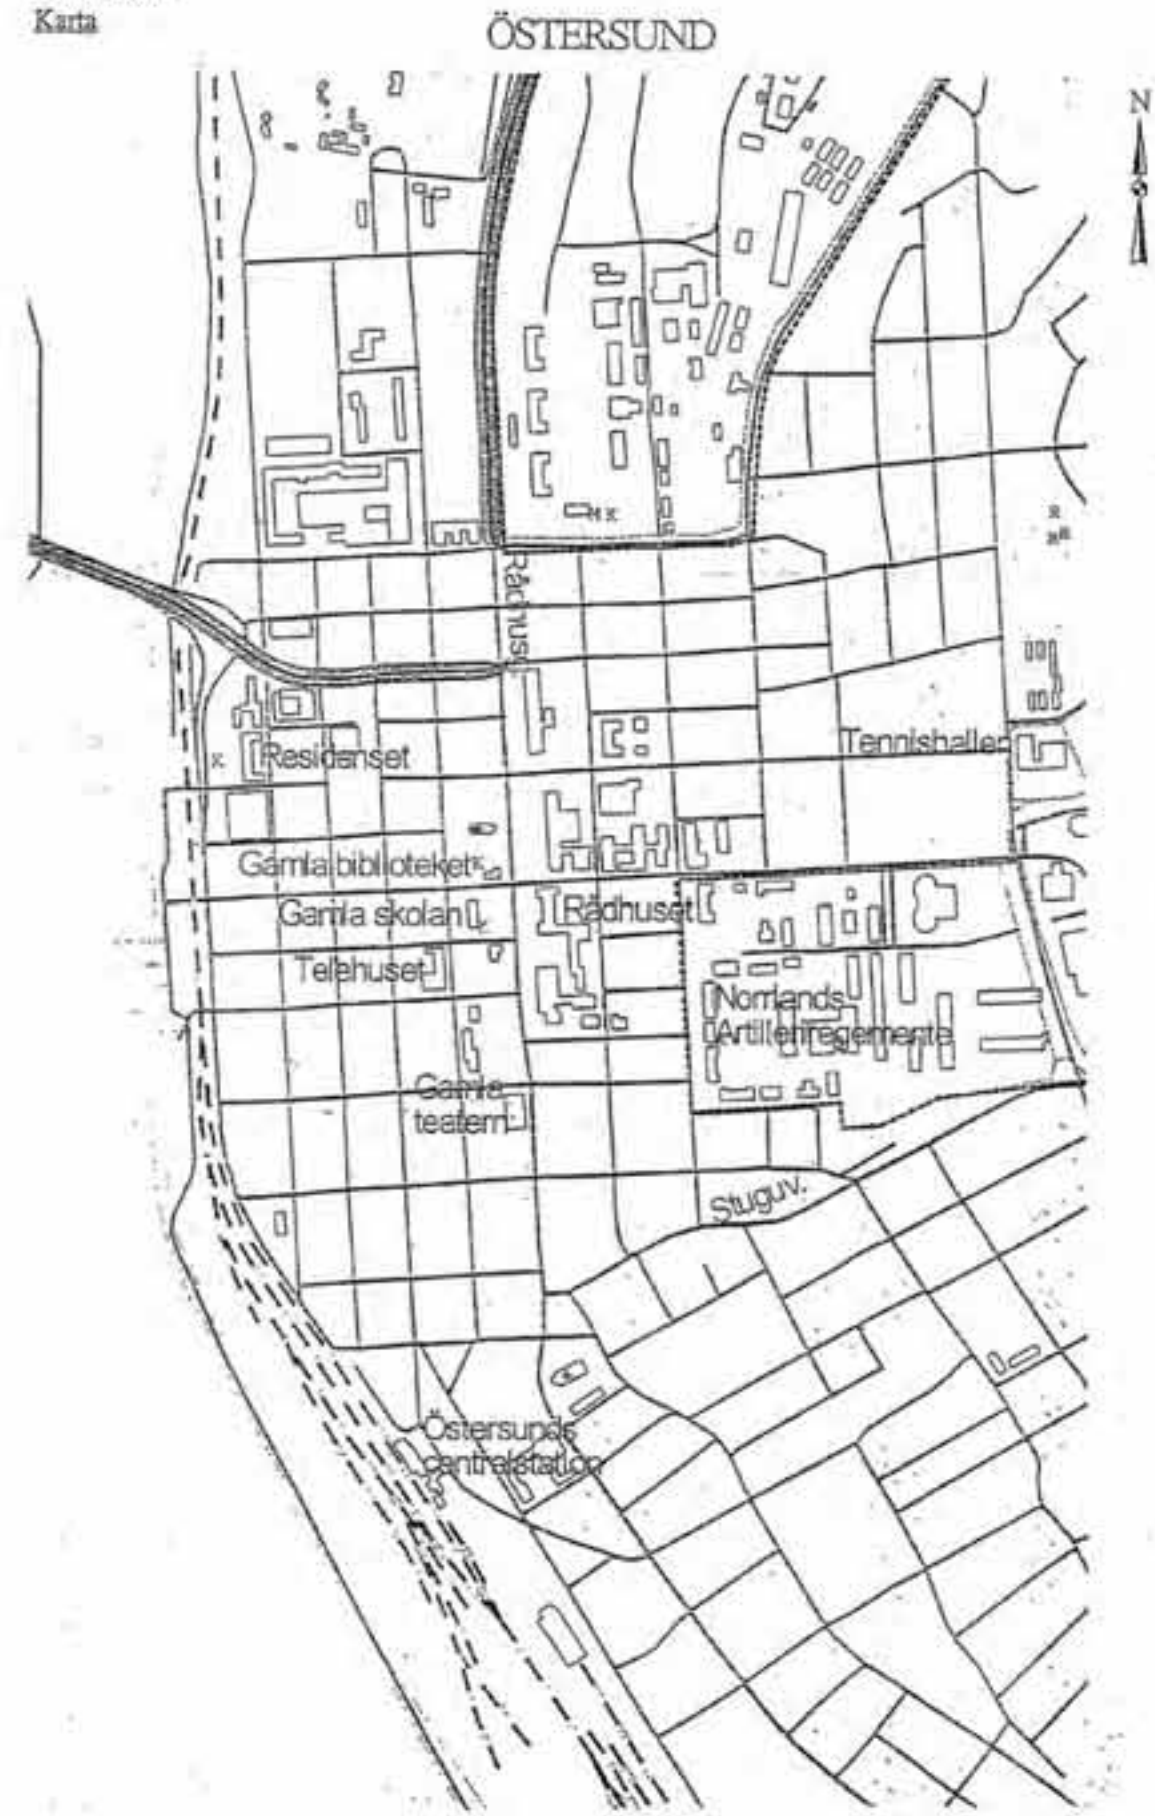 Karta
ÖSTERSUND
N
Rådhusg
Tennishallen
Residenset
K
Gamla biblioteket
K
Gamla skolan
Rådhuset
Telehuset
Norrlands
Artilleriregemente
Gamla
teatern
Stuguv.
Östersunds
centralstation